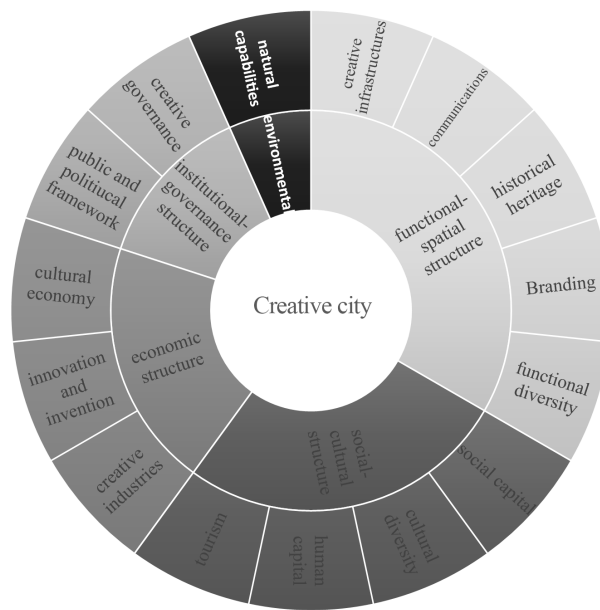 Creative city
functional-
spatial
structure
social-
cultural
structure
economic
structure
institutional-
governance
structure
environmental
creative
infrastructures
communications
historical
heritage
Branding
functional
diversity
social capital
cultural
diversity
human
capital
tourism
creative
industries
innovation
and
invention
cultural
economy
public and
politiucal
framework
creative
governance
natural
capabilities